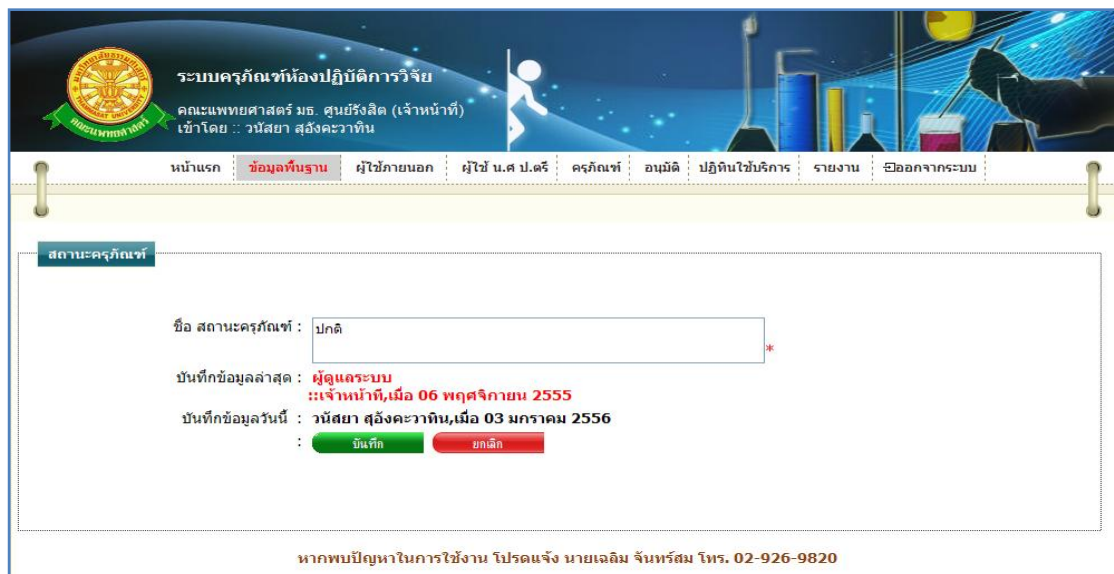 ระบบครุภัณฑ์ห้องปฏิบัติการวิจัย
คณะแพทยศาสตร์ มธ. ศูนย์รังสิต (เจ้าหน้าที่)
เข้าโดย :: วนัสยา สุอังคะวาทิน
คณะแพทยศาสตร์
หน้าแรก ข้อมูลพื้นฐาน ผู้ใช้ภายนอก ผู้ใช้ น.ศ ป.ตรี ครุภัณฑ์ อนุมัติ ปฏิทินใช้บริการ รายงาน ออกจากระบบ
สถานะครุภัณฑ์
ชื่อ สถานะครุภัณฑ์ : ปกติ
*
บันทึกข้อมูลล่าสุด : ผู้ดูแลระบบ
::เจ้าหน้าที่,เมื่อ 06 พฤศจิกายน 2555
บันทึกข้อมูลวันนี้ : วนัสยา สุอังคะวาทิน,เมื่อ 03 มกราคม 2556
: บันทึก ยกเลิก
หากพบปัญหาในการใช้งาน โปรดแจ้ง นายเฉลิม จันทร์สม โทร. 02-926-9820